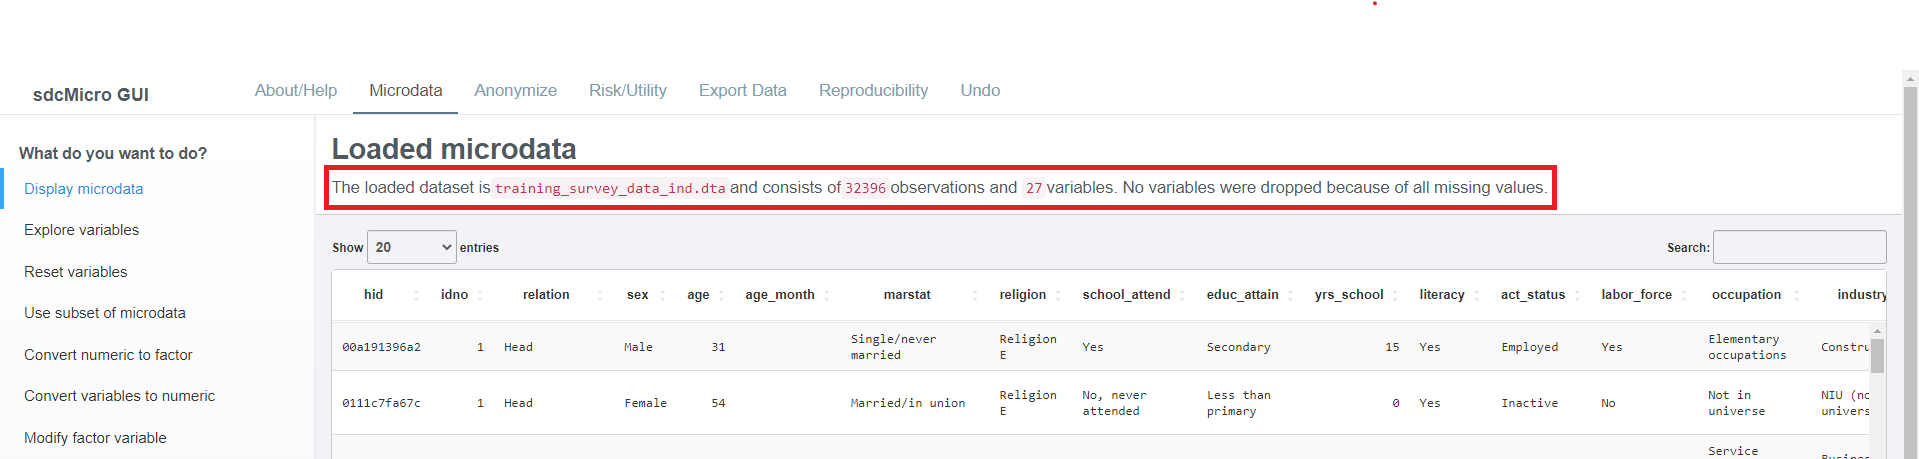 sdcMicro GUI
About/Help Microdata Anonymize Risk/Utility Export Data Reproducibility Undo
What do you want to do?
Display microdata
Explore variables
Reset variables
Use subset of microdata
Convert numeric to factor
Convert variables to numeric
Modify factor variable
Loaded microdata
The loaded dataset is training_survey_data_ind.dta and consists of 32396 observations and 27 variables. No variables were dropped because of all missing values.
Show 20 entries
Search:
hid idno relation sex age age_month marstat religion school_attend educ_attain yrs_school literacy act_status labor_force occupation industry
00a191396a2 1 Head Male 31 Single/never married Religion E Yes Secondary 15 Yes Employed Yes Elementary occupations Constru
0111c7fa67c 1 Head Female 54 Married/in union Religion E No, never attended Less than primary 0 Yes Inactive No Not in universe NIU (no univers
Service